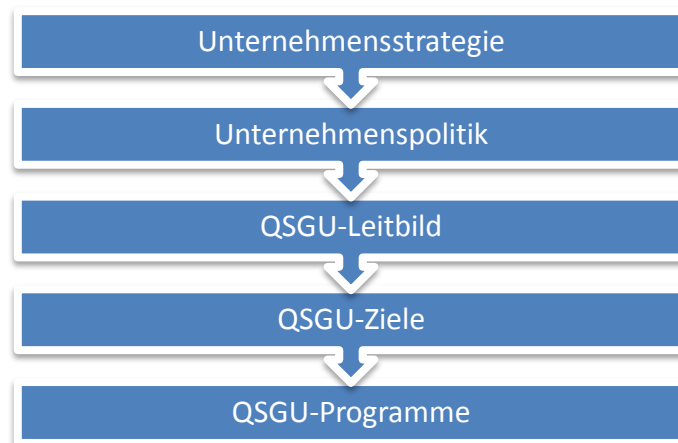 Unternehmensstrategie
Unternehmenspolitik
QSGU-Leitbild
QSGU-Ziele
QSGU-Programme